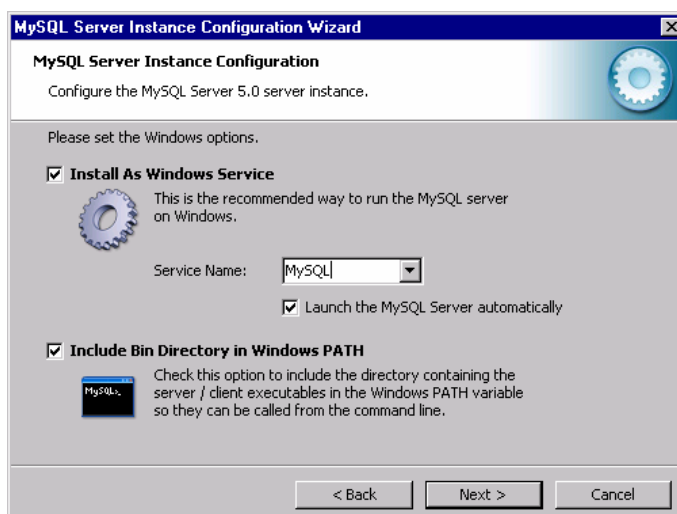 MySQL Server Instance Configuration Wizard
MySQL Server Instance Configuration
Configure the MySQL Server 5.0 server instance.
Please set the Windows options.
Install As Windows Service
This is the recommended way to run the MySQL server
on Windows.
Service Name:
MySQL
Launch the MySQL Server automatically
Include Bin Directory in Windows PATH
MySQL>_
Check this option to include the directory containing the
server / client executables in the Windows PATH variable
so they can be called from the command line.
< Back
Next >
Cancel